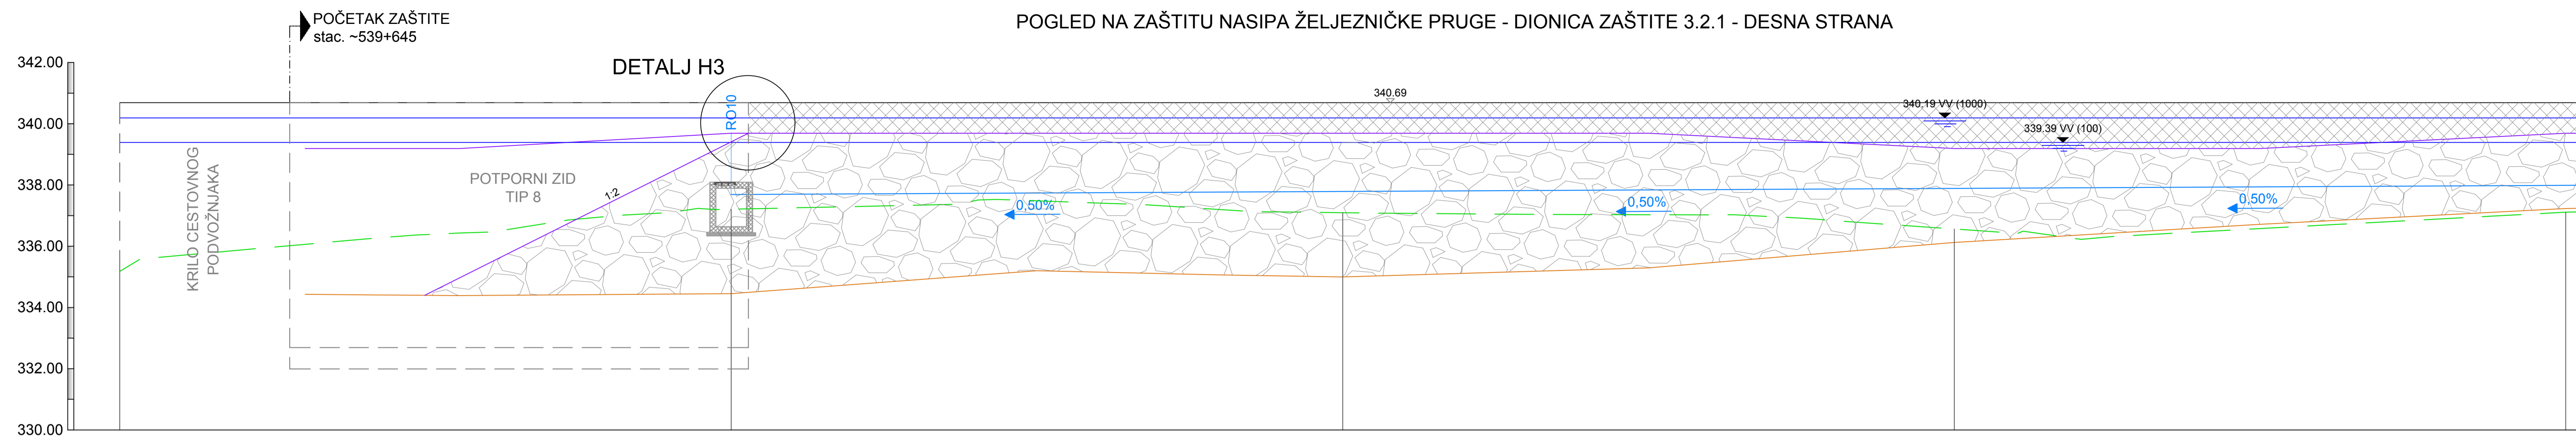 POČETAK ZAŠTITE
stac. ~539+645
POGLED NA ZAŠTITU NASIPA ŽELJEZNIČKE PRUGE - DIONICA ZAŠTITE 3.2.1 - DESNA STRANA
DETALJ H3
342.00
340.00
338.00
336.00
334.00
332.00
330.00
RO10
340.69
340.19 VV (1000)
339.39 VV (100)
KRILO CESTOVNOG
PODVOŽNJAKA
POTPORNI ZID
TIP 8
1:2
0,50%
0,50%
0,50%